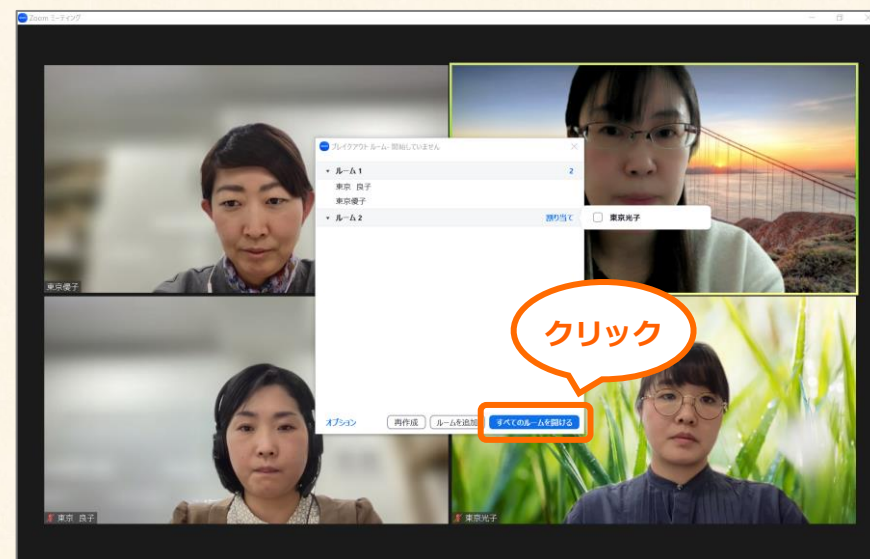 Zoom ミーティング
ブレイクアウト ルーム - 開始していません
ルーム 1 2
東京 良子
東京優子
ルーム 2 割り当て
東京光子
東京優子
クリック
オプション 再作成 ルームを追加 すべてのルームを開ける
東京 良子
東京光子